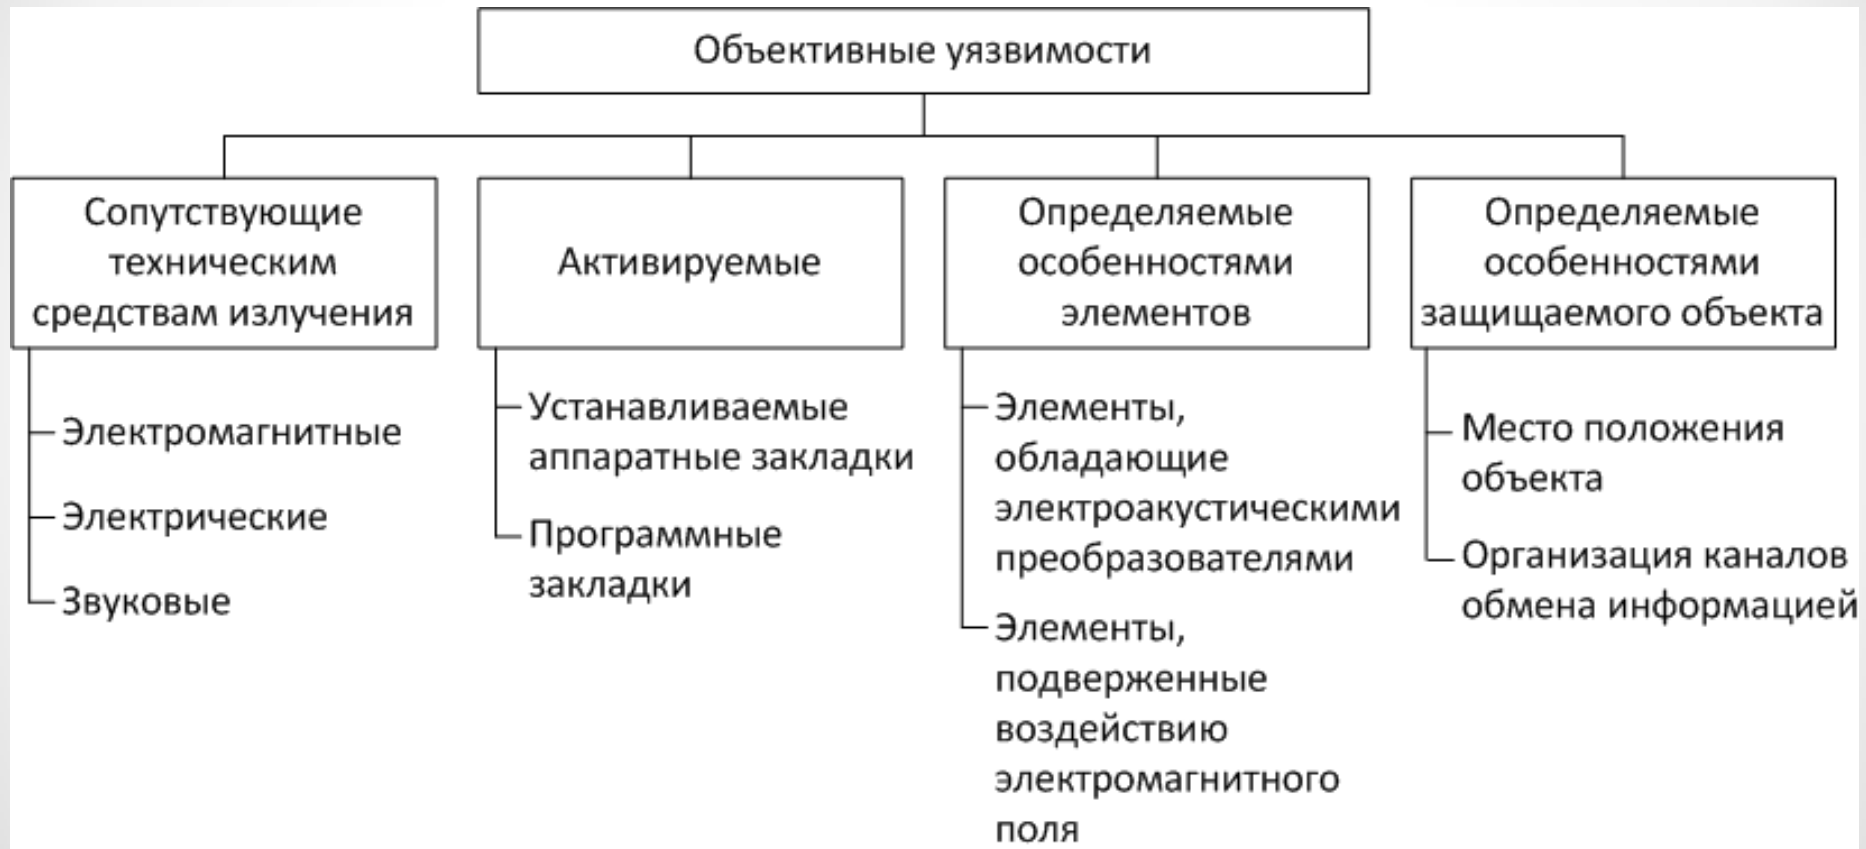 Объективные уязвимости
Сопутствующие
техническим
средствам излучения
Электромагнитные
Электрические
Звуковые
Активируемые
Устанавливаемые
аппаратные закладки
Программные
закладки
Определяемые
особенностями
элементов
Элементы,
обладающие
электроакустическими
преобразователями
Элементы,
подверженные
воздействию
электромагнитного
поля
Определяемые
особенностями
защищаемого объекта
Место положения
объекта
Организация каналов
обмена информацией